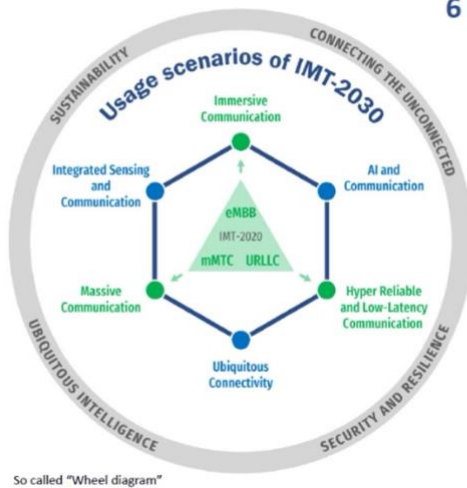 6
SUSTAINABILITY
CONNECTING THE UNCONNECTED
Usage scenarios of IMT-2030
Immersive
Communication
Integrated Sensing
and
Communication
AI and
Communication
eMBB
IMT-2020
mMTC URLLC
Massive
Communication
Hyper Reliable
and Low-Latency
Communication
Ubiquitous
Connectivity
UBIQUITOUS INTELLIGENCE
SECURITY AND RESILIENCE
So called "Wheel diagram"